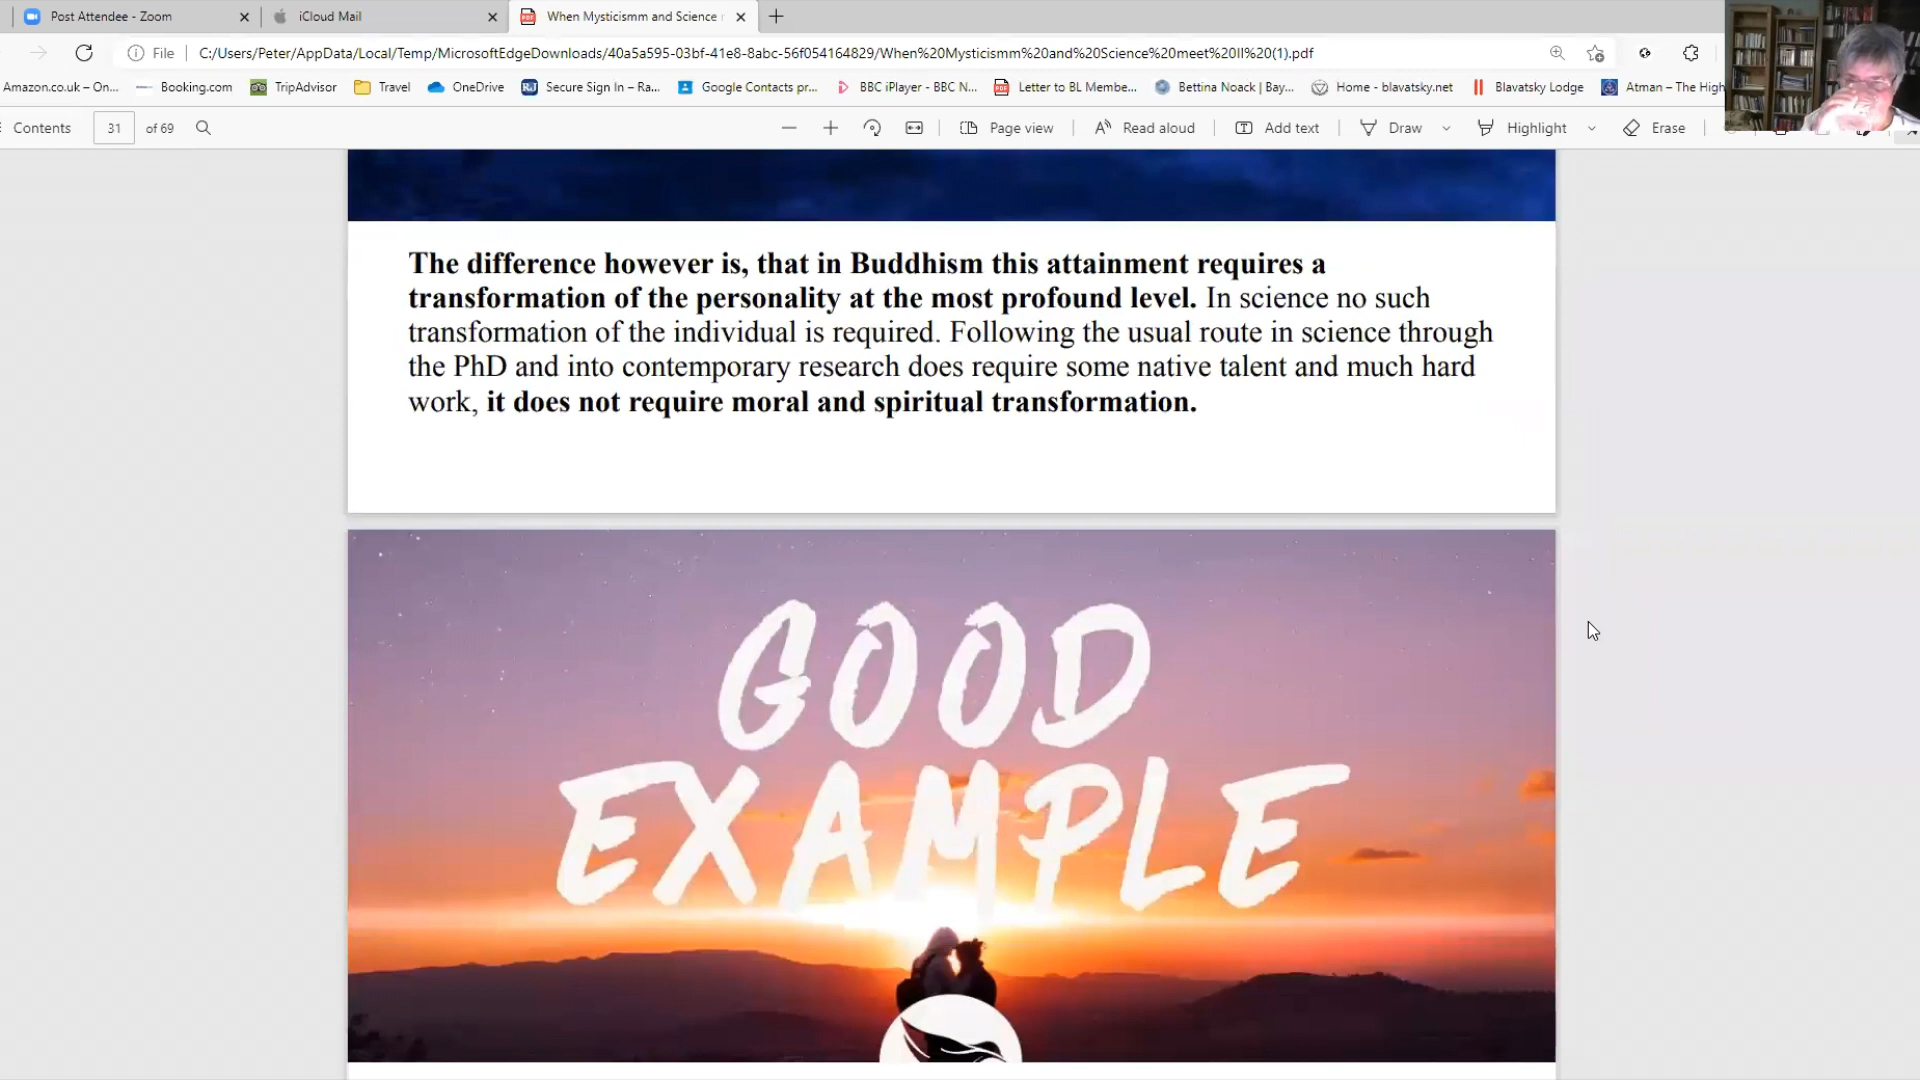 Post Attendee - Zoom
iCloud Mail
When Mysticismm and Science
File
C:/Users/Peter/AppData/Local/Temp/MicrosoftEdgeDownloads/40a5a595-03bf-41e8-8abc-56f054164829/When%20Mysticismm%20and%20Science%20meet%20II%20(1).pdf
Amazon.co.uk – On...
Booking.com
TripAdvisor
Travel
OneDrive
Secure Sign In – Ra...
Google Contacts pr...
BBC iPlayer - BBC N...
Letter to BL Membe...
Bettina Noack | Bay...
Home - blavatsky.net
Blavatsky Lodge
Atman – The High
Contents
31
of 69
Page view
Read aloud
Add text
Draw
Highlight
Erase
The difference however is, that in Buddhism this attainment requires a
transformation of the personality at the most profound level. In science no such
transformation of the individual is required. Following the usual route in science through
the PhD and into contemporary research does require some native talent and much hard
work, it does not require moral and spiritual transformation.
GOOD
EXAMPLE